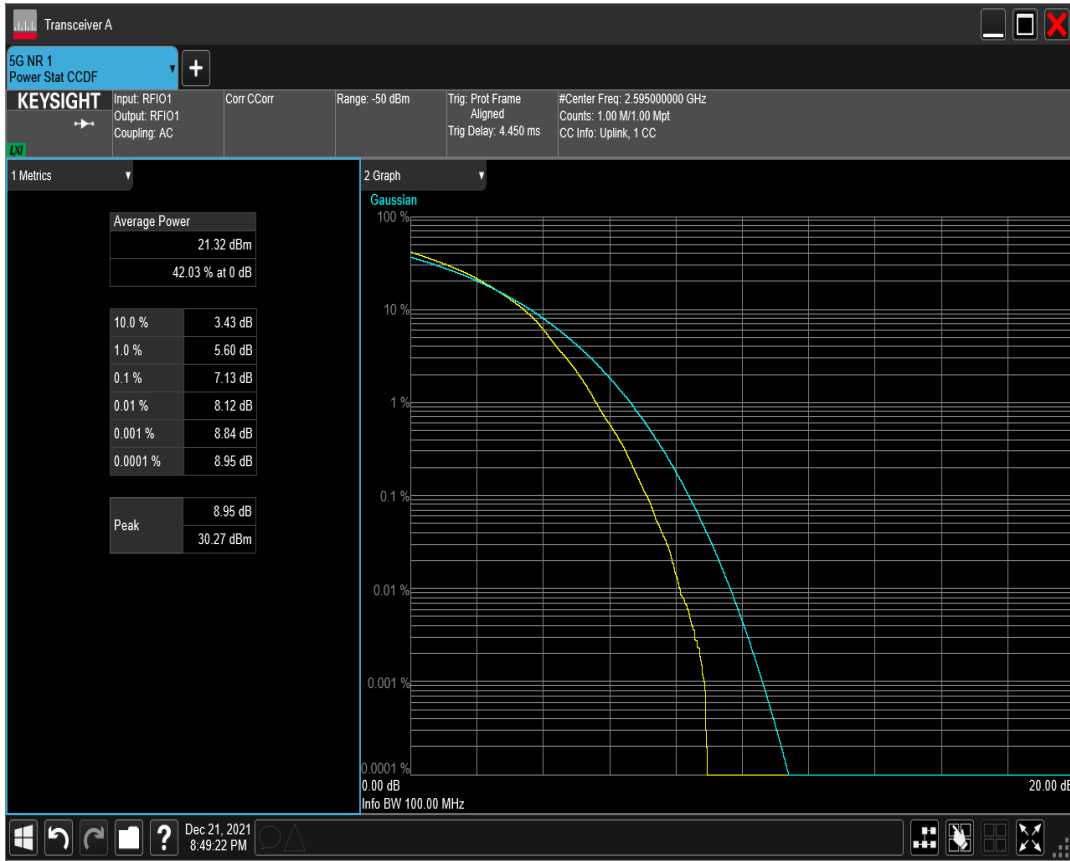 Transceiver A
5G NR 1
Power Stat CCDF
KEYSIGHT
LXI
Input: RFIO1
Output: RFIO1
Coupling: AC
Corr CCorr
Range: -50 dBm
Trig: Prot Frame
Aligned
Trig Delay: 4.450 ms
#Center Freq: 2.595000000 GHz
Counts: 1.00 M/1.00 Mpt
CC Info: Uplink, 1 CC
1 Metrics
Average Power
21.32 dBm
42.03 % at 0 dB
10.0 % 3.43 dB
1.0 % 5.60 dB
0.1 % 7.13 dB
0.01 % 8.12 dB
0.001 % 8.84 dB
0.0001 % 8.95 dB
Peak
8.95 dB
30.27 dBm
2 Graph
Gaussian
100 %
10 %
1 %
0.1 %
0.01 %
0.001 %
0.0001 %
0.00 dB 20.00 dB
Info BW 100.00 MHz
? Dec 21, 2021
8:49:22 PM